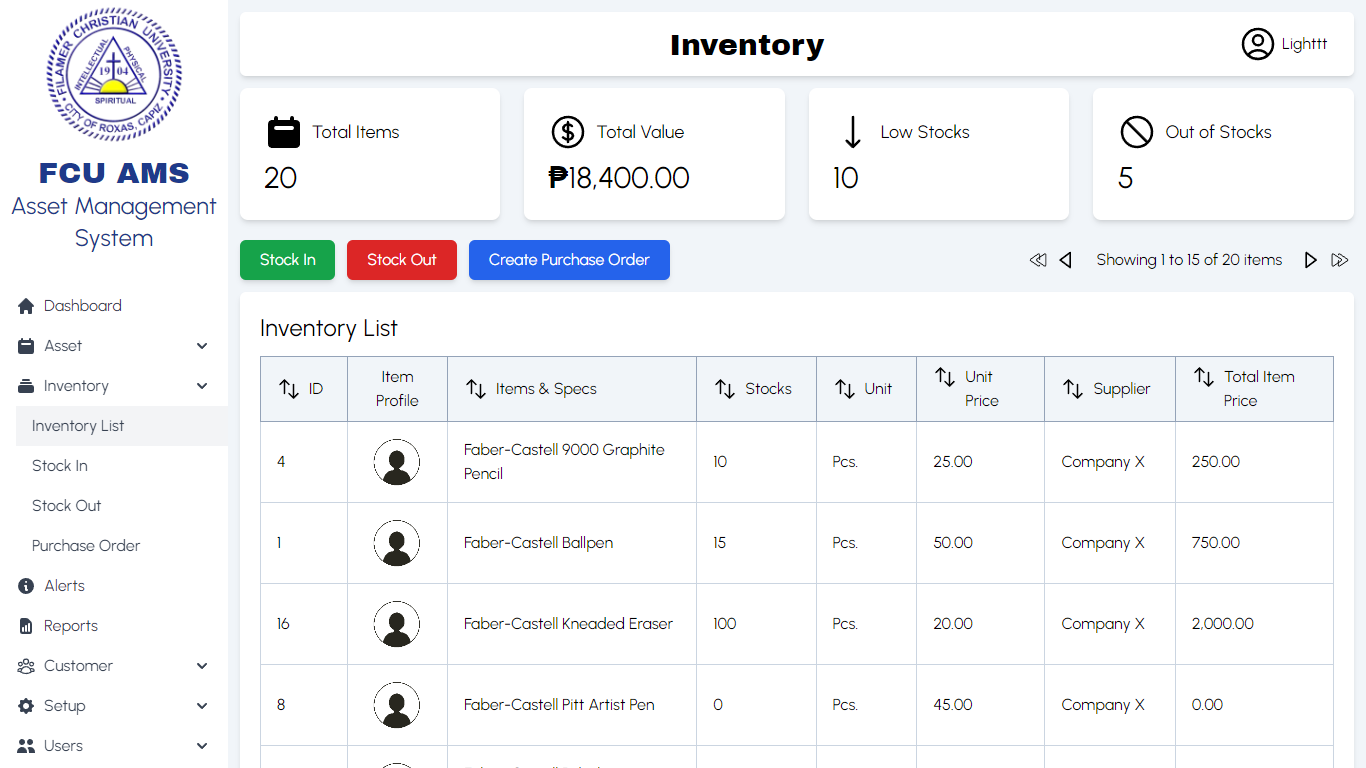 FILAMER CHRISTIAN UNIVERSITY
INTELLECTUAL
PHYSICAL
1904
SPIRITUAL
CITY OF ROXAS, CAPIZ
FCU AMS
Asset Management
System
Dashboard
Asset
Inventory
Inventory List
Stock In
Stock Out
Purchase Order
Alerts
Reports
Customer
Setup
Users
Inventory
Lighttt
Total Items
20
Total Value
₱18,400.00
Low Stocks
10
Out of Stocks
5
Stock In
Stock Out
Create Purchase Order
Showing 1 to 15 of 20 items
Inventory List
ID
Item
Profile
Items & Specs
Stocks
Unit
Unit
Price
Supplier
Total Item
Price
4
Faber-Castell 9000 Graphite
Pencil
10
Pcs.
25.00
Company X
250.00
1
Faber-Castell Ballpen
15
Pcs.
50.00
Company X
750.00
16
Faber-Castell Kneaded Eraser
100
Pcs.
20.00
Company X
2,000.00
8
Faber-Castell Pitt Artist Pen
0
Pcs.
45.00
Company X
0.00